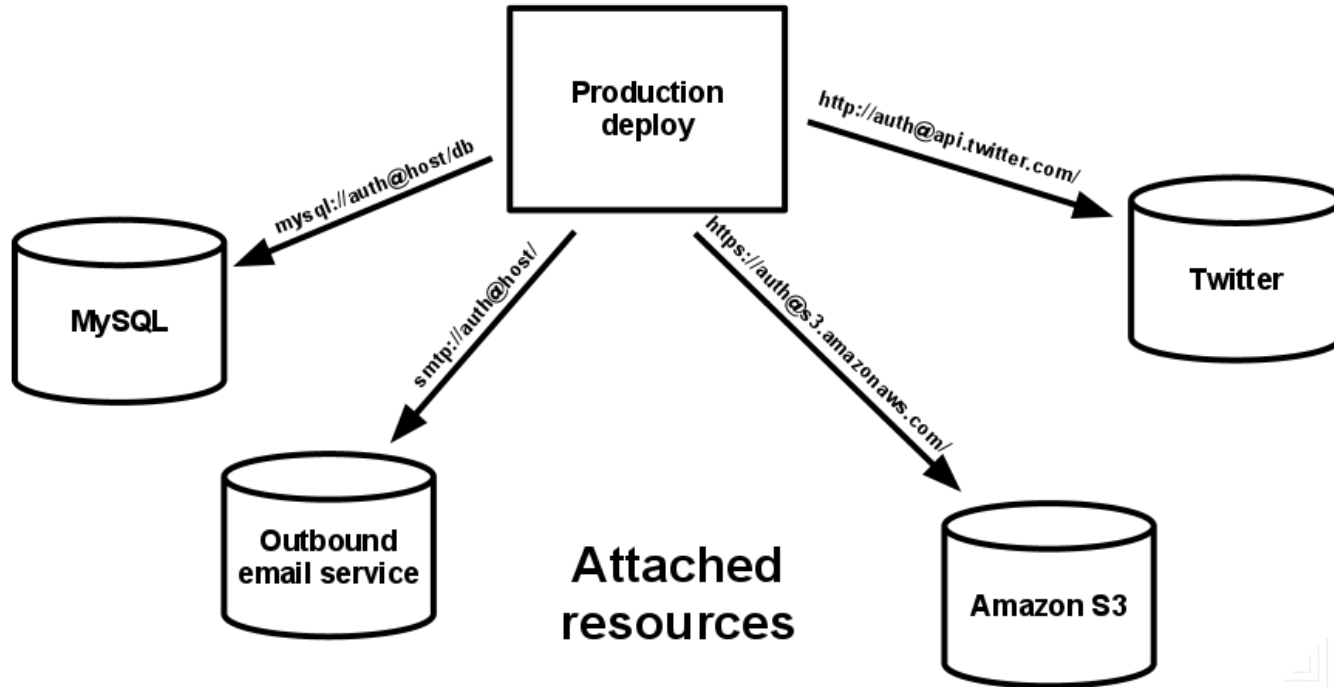 Production
deploy
http://auth@api.twitter.com/
mysql://auth@host/db
smtp://auth@host/
https://auth@s3.amazonaws.com/
Twitter
MySQL
Outbound
email service
Attached
resources
Amazon S3